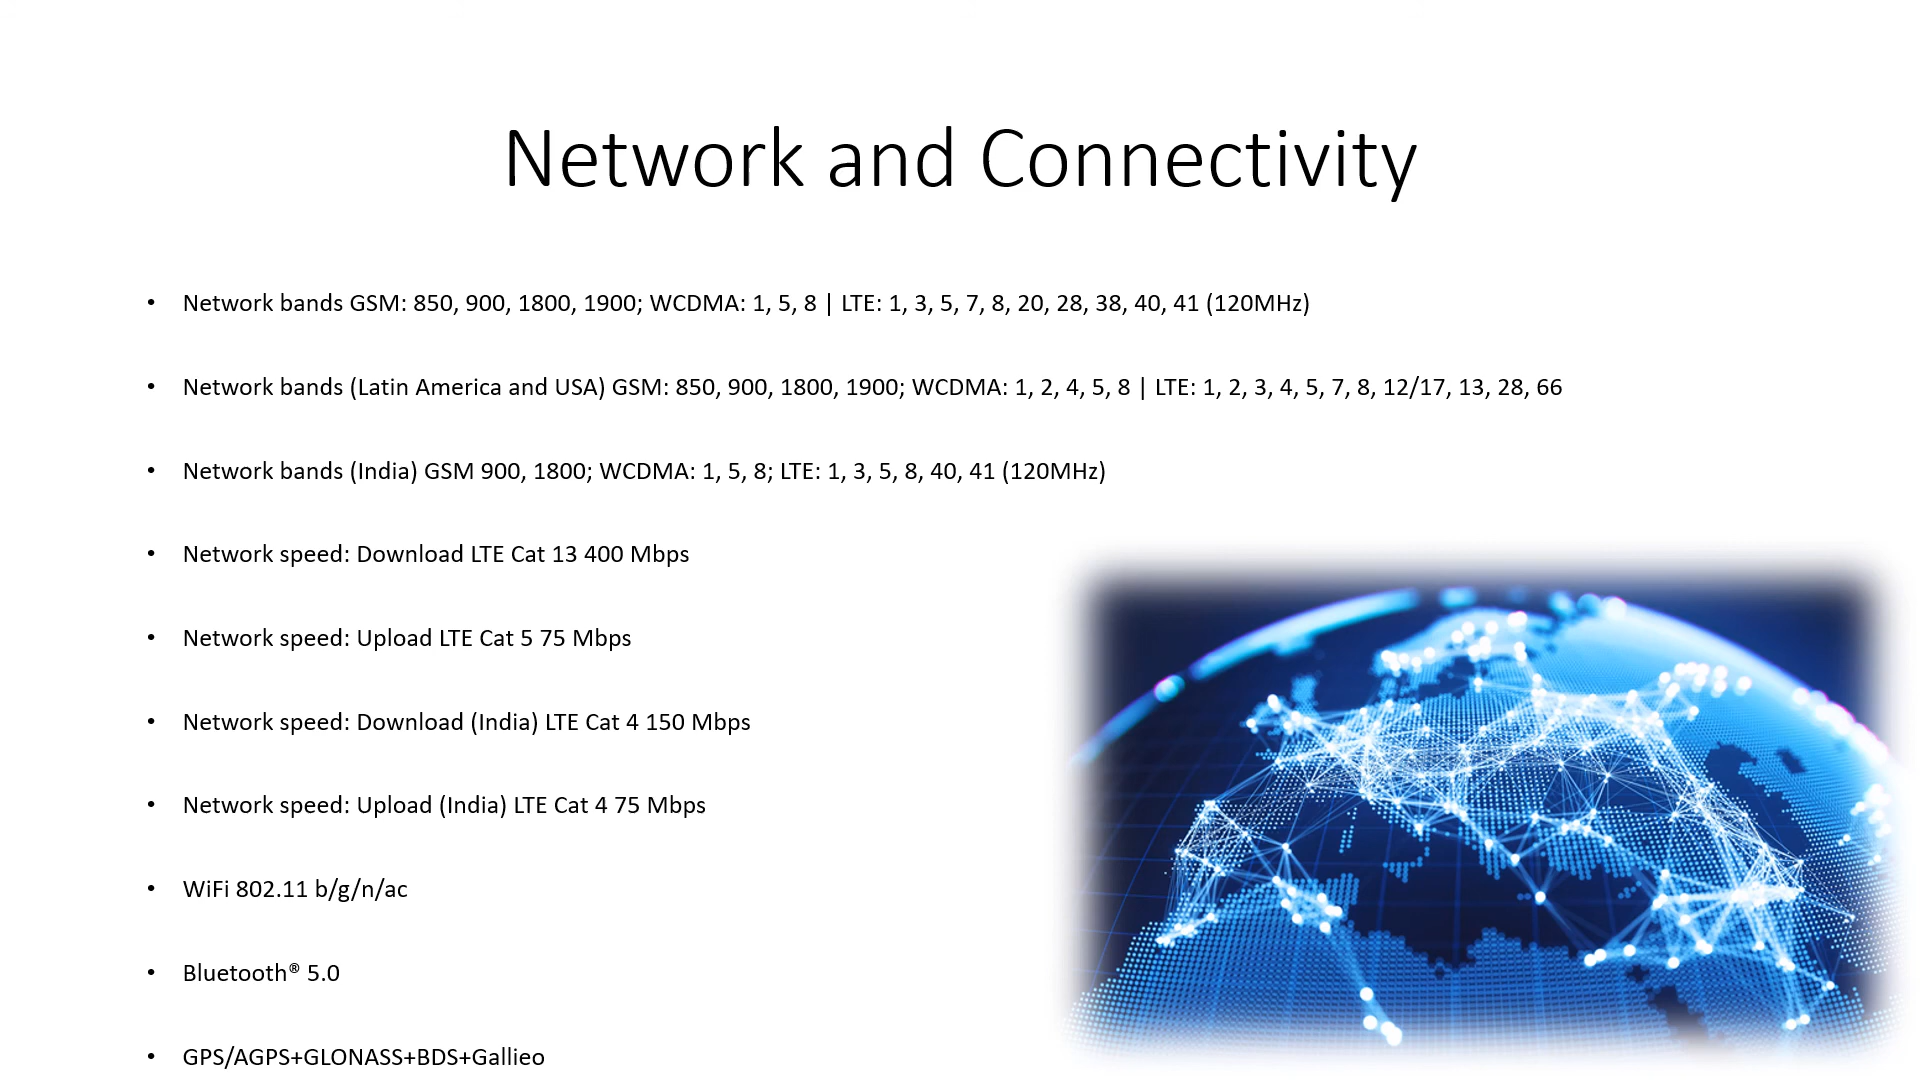 Network and Connectivity
• Network bands GSM: 850, 900, 1800, 1900; WCDMA: 1, 5, 8 | LTE: 1, 3, 5, 7, 8, 20, 28, 38, 40, 41 (120MHz)
• Network bands (Latin America and USA) GSM: 850, 900, 1800, 1900; WCDMA: 1, 2, 4, 5, 8 | LTE: 1, 2, 3, 4, 5, 7, 8, 12/17, 13, 28, 66
• Network bands (India) GSM 900, 1800; WCDMA: 1, 5, 8; LTE: 1, 3, 5, 8, 40, 41 (120MHz)
• Network speed: Download LTE Cat 13 400 Mbps
• Network speed: Upload LTE Cat 5 75 Mbps
• Network speed: Download (India) LTE Cat 4 150 Mbps
• Network speed: Upload (India) LTE Cat 4 75 Mbps
• WiFi 802.11 b/g/n/ac
• Bluetooth® 5.0
• GPS/AGPS+GLONASS+BDS+Gallieo